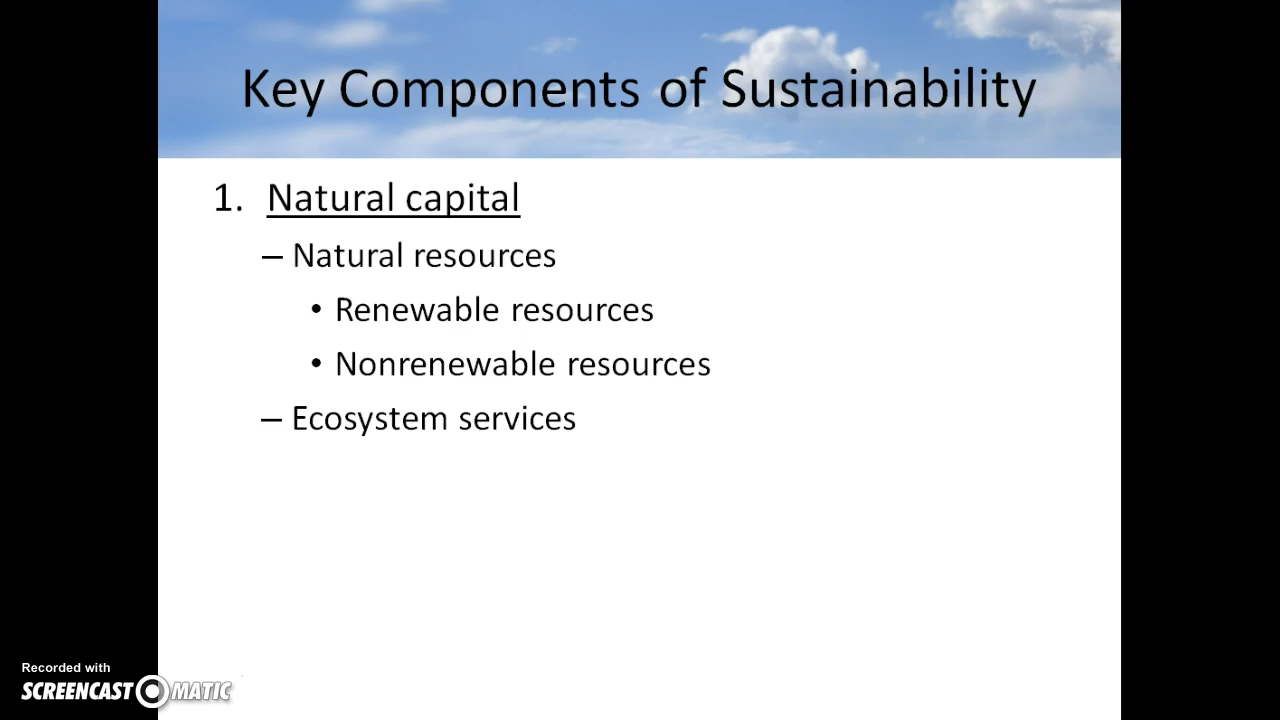 Key Components of Sustainability
1. Natural capital
– Natural resources
• Renewable resources
• Nonrenewable resources
– Ecosystem services
Recorded with
SCREENCAST MATIC